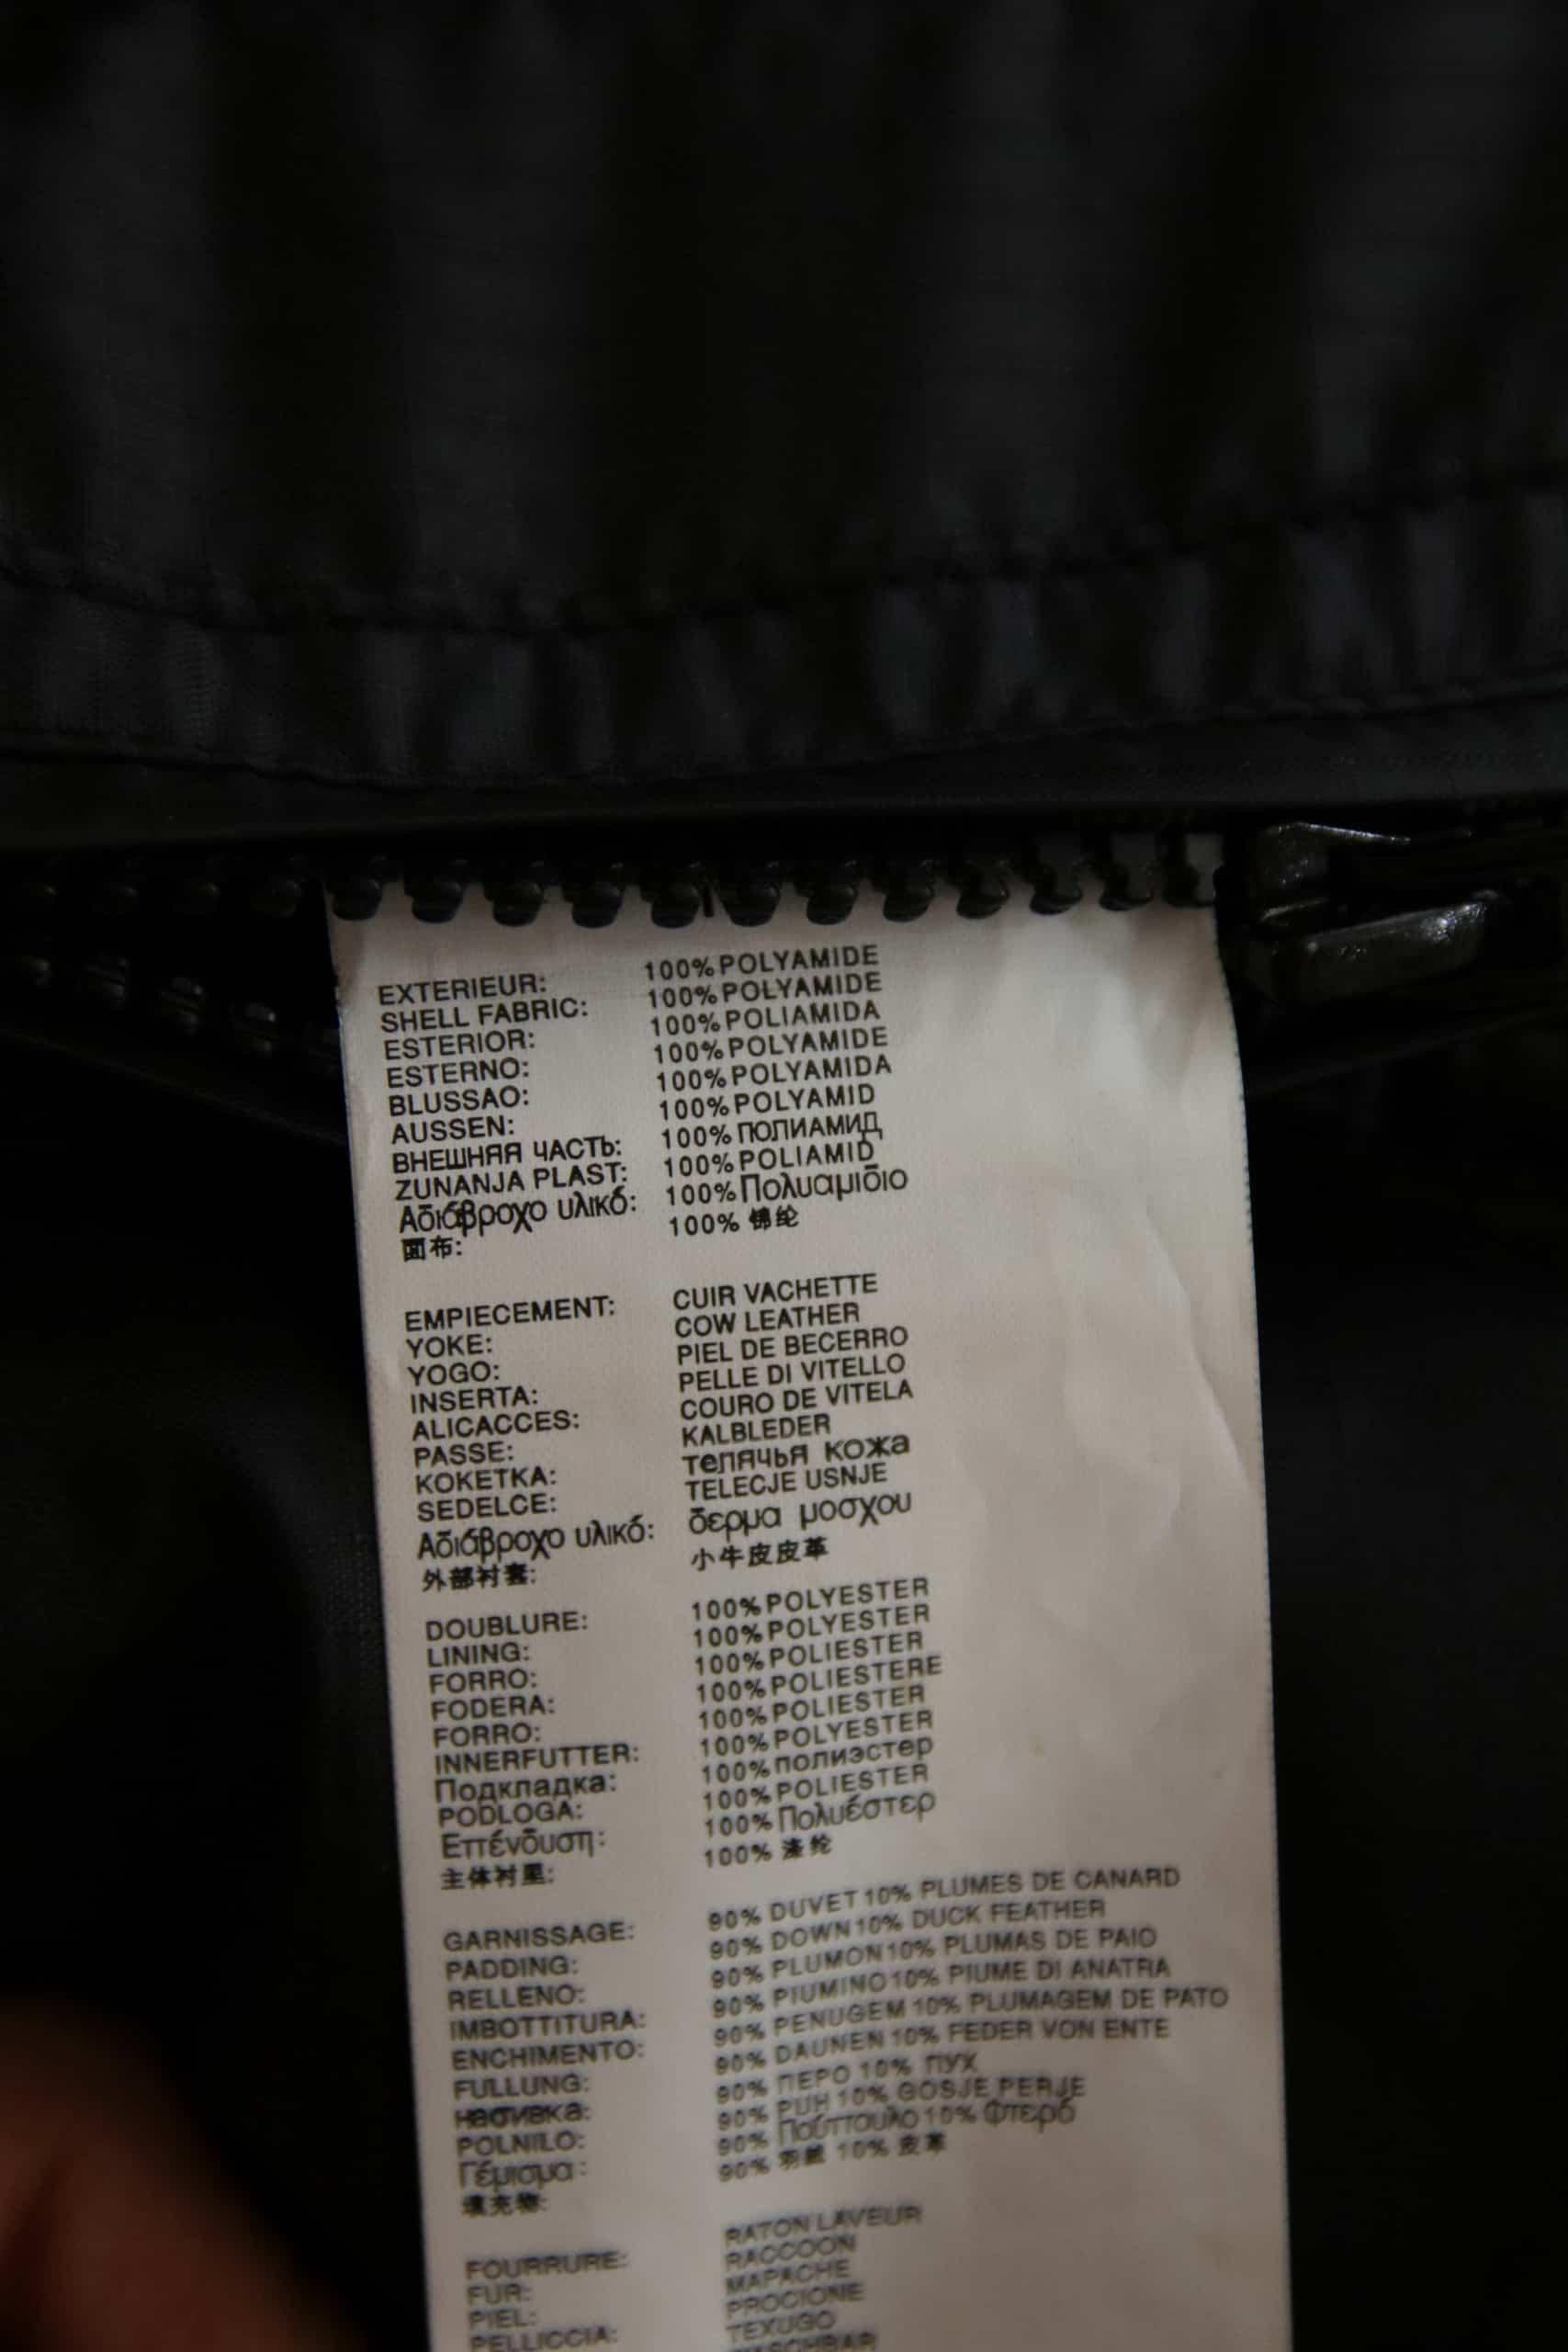 EXTERIEUR: 100% POLYAMIDE
SHELL FABRIC: 100% POLYAMIDE
ESTERIOR: 100% POLIAMIDA
ESTERNO: 100% POLYAMIDE
BLUSSAO: 100% POLYAMIDA
AUSSEN: 100% POLYAMID
ВНЕШНЯЯ ЧАСТЬ: 100% ПОЛИАМИД
ZUNANJA PLAST: 100% POLIAMID
Αδιάβροχο υλικό: 100% Πολυαμιδιο
面布: 100% 锦纶
EMPIECEMENT: CUIR VACHETTE
YOKE: COW LEATHER
YOGO: PIEL DE BECERRO
INSERTA: PELLE DI VITELLO
ALICACCES: COURO DE VITELA
PASSE: KALBLEDER
KOKETKA: теляЧЬЯ кожа
SEDELCE: TELECJE USNJE
Αδιάβροχο υλικό: δερμα μοσχου
外部衬套: 小牛皮皮革
DOUBLURE: 100% POLYESTER
LINING: 100% POLYESTER
FORRO: 100% POLIESTER
FODERA: 100% POLIESTERE
FORRO: 100% POLIESTER
INNERFUTTER: 100% POLYESTER
Подкладка: 100% полиэстер
PODLOGA: 100% POLIESTER
Επένδυση: 100% Πολυέστερ
主体衬里: 100% 涤纶
GARNISSAGE: 90% DUVET 10% PLUMES DE CANARD
PADDING: 90% DOWN 10% DUCK FEATHER
RELLENO: 90% PLUMON 10% PLUMAS DE PAIO
IMBOTTITURA: 90% PIUMINO 10% PIUME DI ANATRA
ENCHIMENTO: 90% PENUGEM 10% PLUMAGEM DE PATO
FULLUNG: 90% DAUNEN 10% FEDER VON ENTE
90% ПЕРО 10% ПУХ
POLNILO: 90% PUH 10% GOSJE PERJE
Γέμισμα: 90% Πούπουλο 10% Φτερό
填充物: 90% 羽绒 10% 皮革
FOURRURE: RATON LAVEUR
FUR: RACCOON
PIEL: MAPACHE
PELLICCIA: PROCIONE
TEXUGO